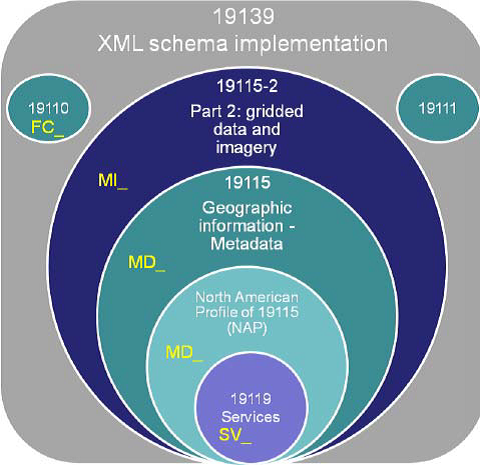 19139
XML schema implementation
19110
FC_
19111
19115-2
Part 2: gridded
data and
imagery
MI_
19115
Geographic
information -
Metadata
MD_
North American
Profile of 19115
(NAP)
MD_
19119
Services
SV_